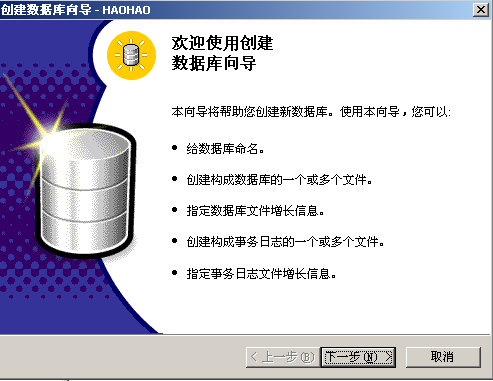 创建数据库向导 - HAOHAO
欢迎使用创建
数据库向导
本向导将帮助您创建新数据库。使用本向导，您可以:
• 给数据库命名。
• 创建构成数据库的一个或多个文件。
• 指定数据库文件增长信息。
• 创建构成事务日志的一个或多个文件。
• 指定事务日志文件增长信息。
< 上一步(B) 下一步(N) > 取消